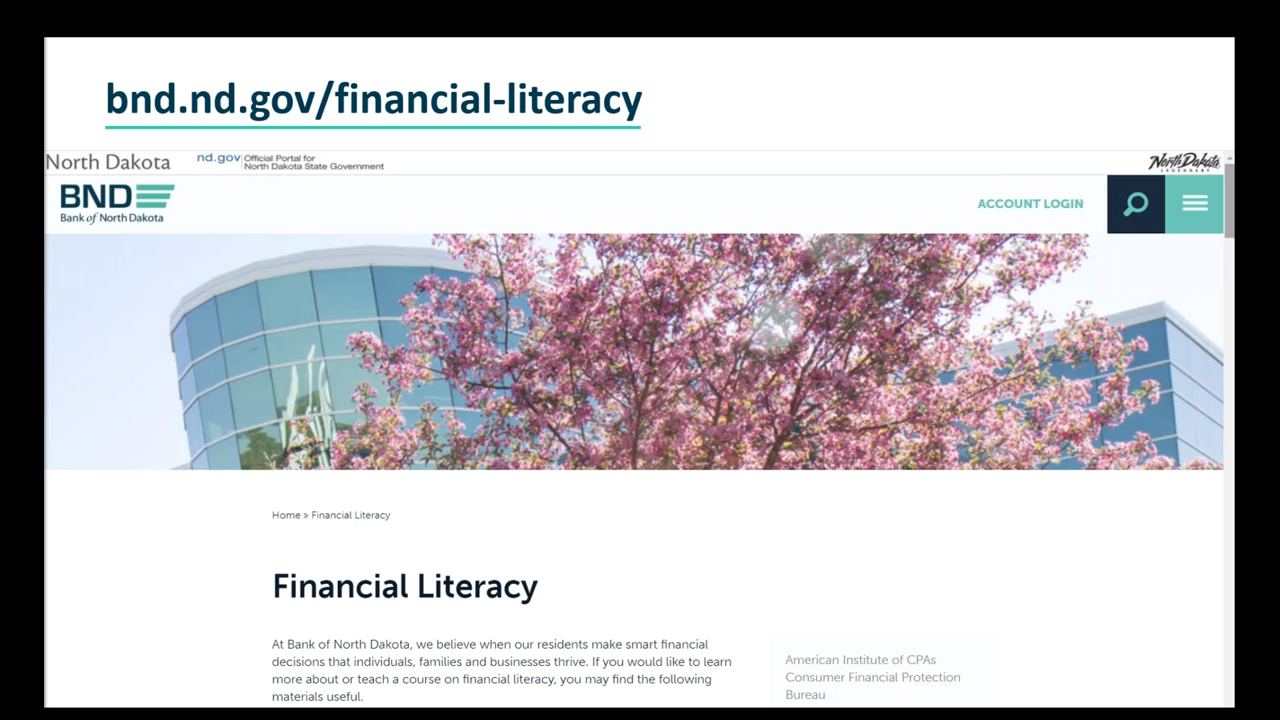 bnd.nd.gov/financial-literacy
North Dakota
nd.gov Official Portal for
North Dakota State Government
North Dakota
LEGENDARY
BND
Bank of North Dakota
ACCOUNT LOGIN
Home » Financial Literacy
Financial Literacy
At Bank of North Dakota, we believe when our residents make smart financial
decisions that individuals, families and businesses thrive. If you would like to learn
more about or teach a course on financial literacy, you may find the following
materials useful.
American Institute of CPAs
Consumer Financial Protection
Bureau